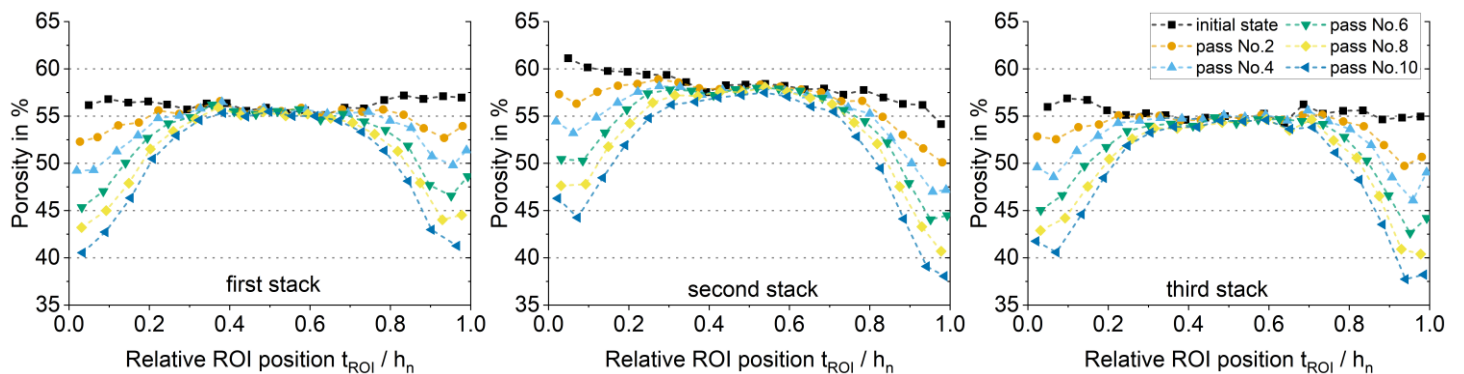 65
60
55
50
45
40
35
Porosity in %
first stack
0.0 0.2 0.4 0.6 0.8 1.0
Relative ROI position tROI / hn
65
60
55
50
45
40
35
Porosity in %
second stack
0.0 0.2 0.4 0.6 0.8 1.0
Relative ROI position tROI / hn
65
60
55
50
45
40
35
Porosity in %
initial state pass No.6
pass No.2 pass No.8
pass No.4 pass No.10
third stack
0.0 0.2 0.4 0.6 0.8 1.0
Relative ROI position tROI / hn